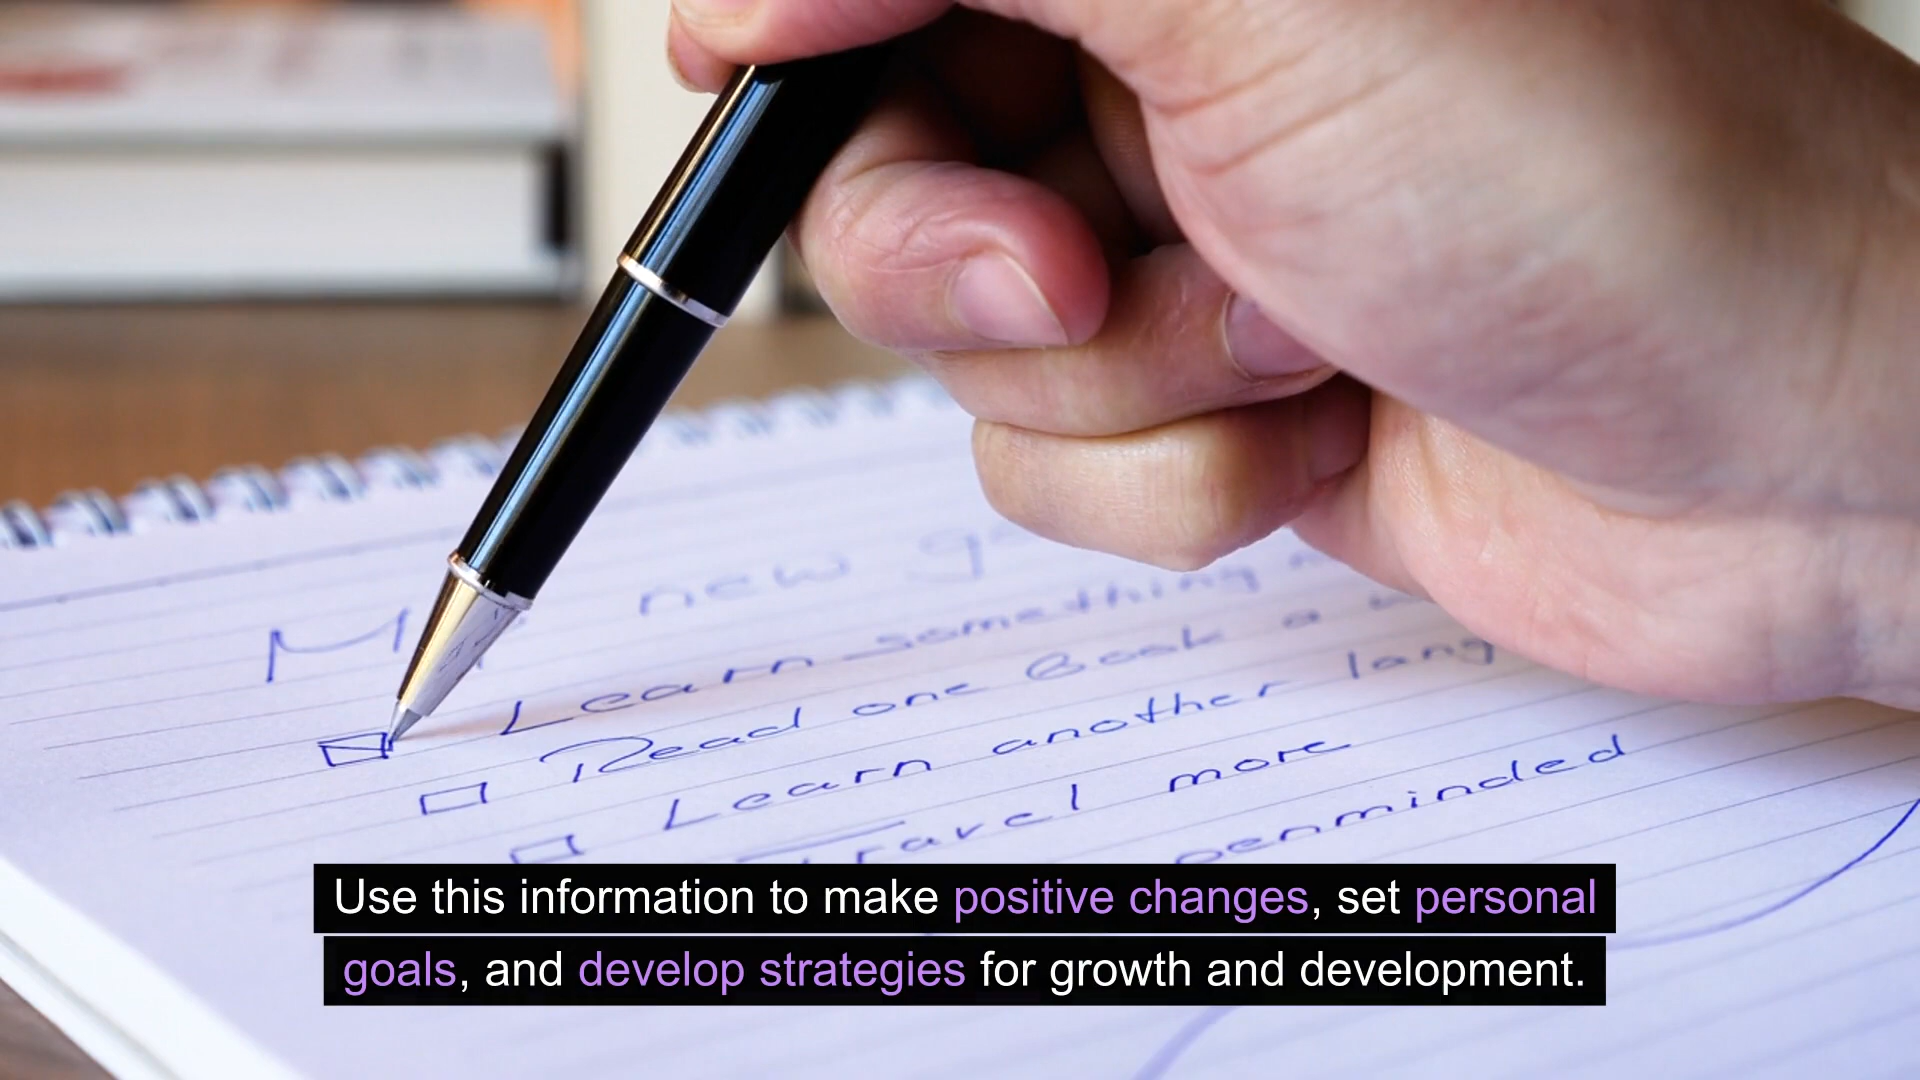 new
Learn something
Read one Book a
Learn another lang
Travel more
penminded
Use this information to make positive changes, set personal
goals, and develop strategies for growth and development.